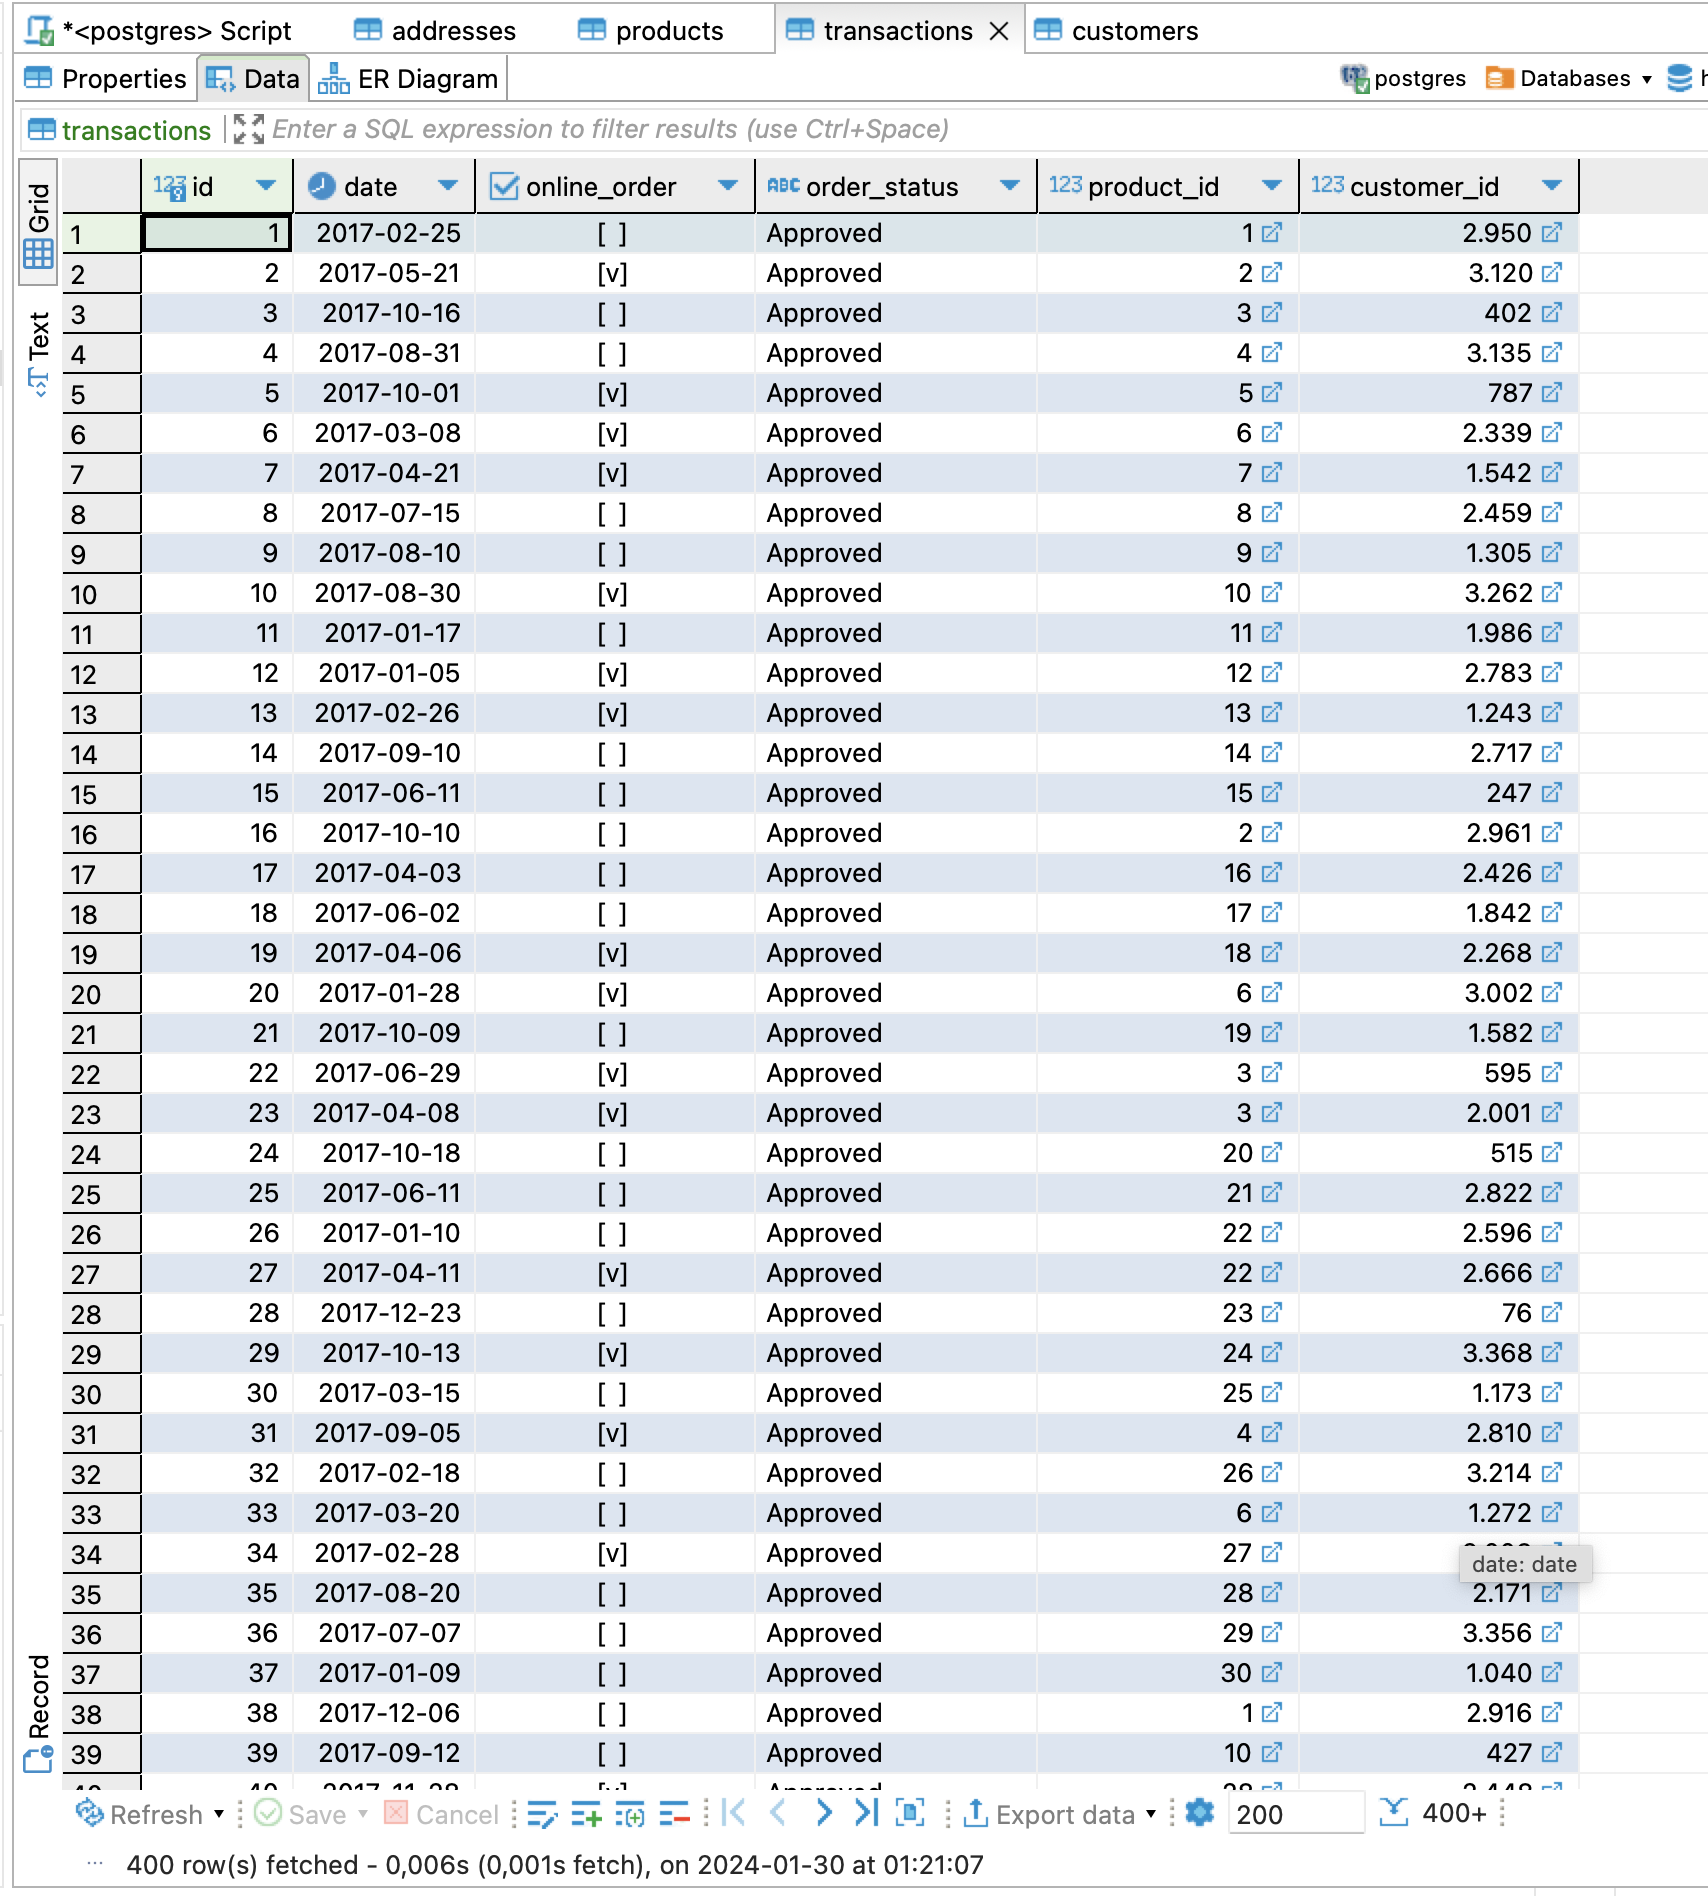 *<postgres> Script addresses products transactions customers
Properties Data ER Diagram postgres Databases
transactions Enter a SQL expression to filter results (use Ctrl+Space)
Grid
Text
Record
123 id date online_order ABC order_status 123 product_id 123 customer_id
1 1 2017-02-25 [ ] Approved 1 2.950
2 2 2017-05-21 [v] Approved 2 3.120
3 3 2017-10-16 [ ] Approved 3 402
4 4 2017-08-31 [ ] Approved 4 3.135
5 5 2017-10-01 [v] Approved 5 787
6 6 2017-03-08 [v] Approved 6 2.339
7 7 2017-04-21 [v] Approved 7 1.542
8 8 2017-07-15 [ ] Approved 8 2.459
9 9 2017-08-10 [ ] Approved 9 1.305
10 10 2017-08-30 [v] Approved 10 3.262
11 11 2017-01-17 [ ] Approved 11 1.986
12 12 2017-01-05 [v] Approved 12 2.783
13 13 2017-02-26 [v] Approved 13 1.243
14 14 2017-09-10 [ ] Approved 14 2.717
15 15 2017-06-11 [ ] Approved 15 247
16 16 2017-10-10 [ ] Approved 2 2.961
17 17 2017-04-03 [ ] Approved 16 2.426
18 18 2017-06-02 [ ] Approved 17 1.842
19 19 2017-04-06 [v] Approved 18 2.268
20 20 2017-01-28 [v] Approved 6 3.002
21 21 2017-10-09 [ ] Approved 19 1.582
22 22 2017-06-29 [v] Approved 3 595
23 23 2017-04-08 [v] Approved 3 2.001
24 24 2017-10-18 [ ] Approved 20 515
25 25 2017-06-11 [ ] Approved 21 2.822
26 26 2017-01-10 [ ] Approved 22 2.596
27 27 2017-04-11 [v] Approved 22 2.666
28 28 2017-12-23 [ ] Approved 23 76
29 29 2017-10-13 [v] Approved 24 3.368
30 30 2017-03-15 [ ] Approved 25 1.173
31 31 2017-09-05 [v] Approved 4 2.810
32 32 2017-02-18 [ ] Approved 26 3.214
33 33 2017-03-20 [ ] Approved 6 1.272
34 34 2017-02-28 [v] Approved 27
date: date
35 35 2017-08-20 [ ] Approved 28 2.171
36 36 2017-07-07 [ ] Approved 29 3.356
37 37 2017-01-09 [ ] Approved 30 1.040
38 38 2017-12-06 [ ] Approved 1 2.916
39 39 2017-09-12 [ ] Approved 10 427
Refresh Save Cancel Export data 200 400+
400 row(s) fetched - 0,006s (0,001s fetch), on 2024-01-30 at 01:21:07